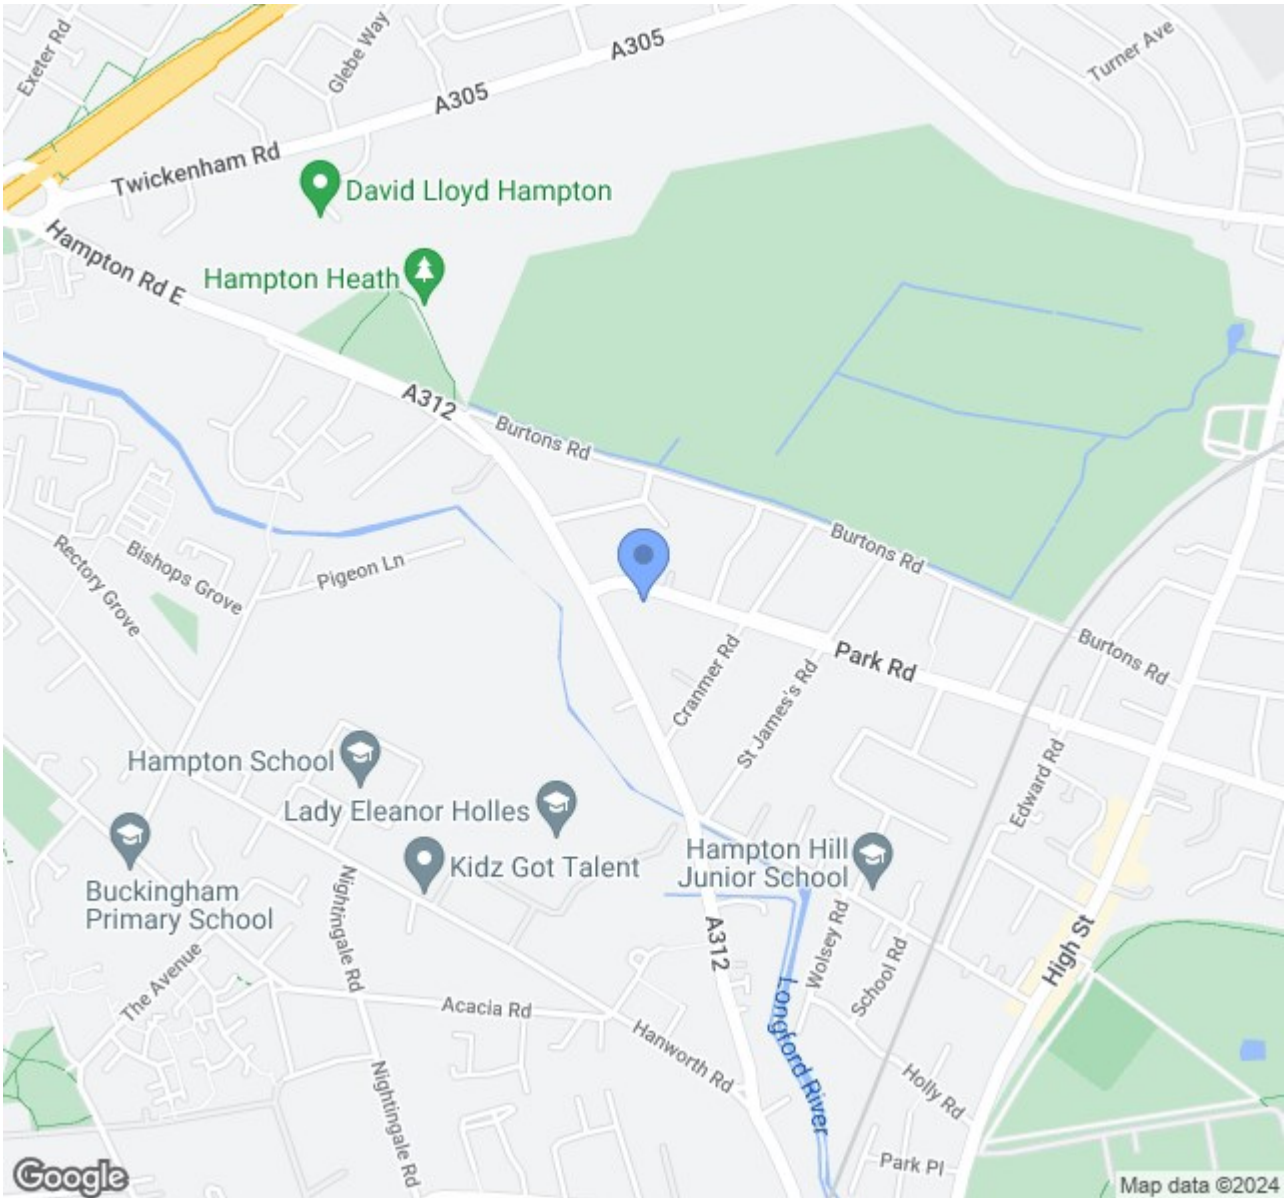 Exeter Rd
Glebe Way
A305
A305
Turner Ave
Twickenham Rd
David Lloyd Hampton
Hampton Rd E
Hampton Heath
A312
Burtons Rd
Burtons Rd
Rectory Grove
Bishops Grove
Pigeon Ln
Burtons Rd
Park Rd
Cranmer Rd
St James's Rd
Hampton School
Edward Rd
Lady Eleanor Holles
Hampton Hill
Junior School
Kidz Got Talent
Buckingham
Primary School
Nightingale Rd
A312
Wolsey Rd
School Rd
High St
The Avenue
Acacia Rd
Longford River
Hanworth Rd
Nightingale Rd
Holly Rd
Park Pl
Google
Map data ©2024